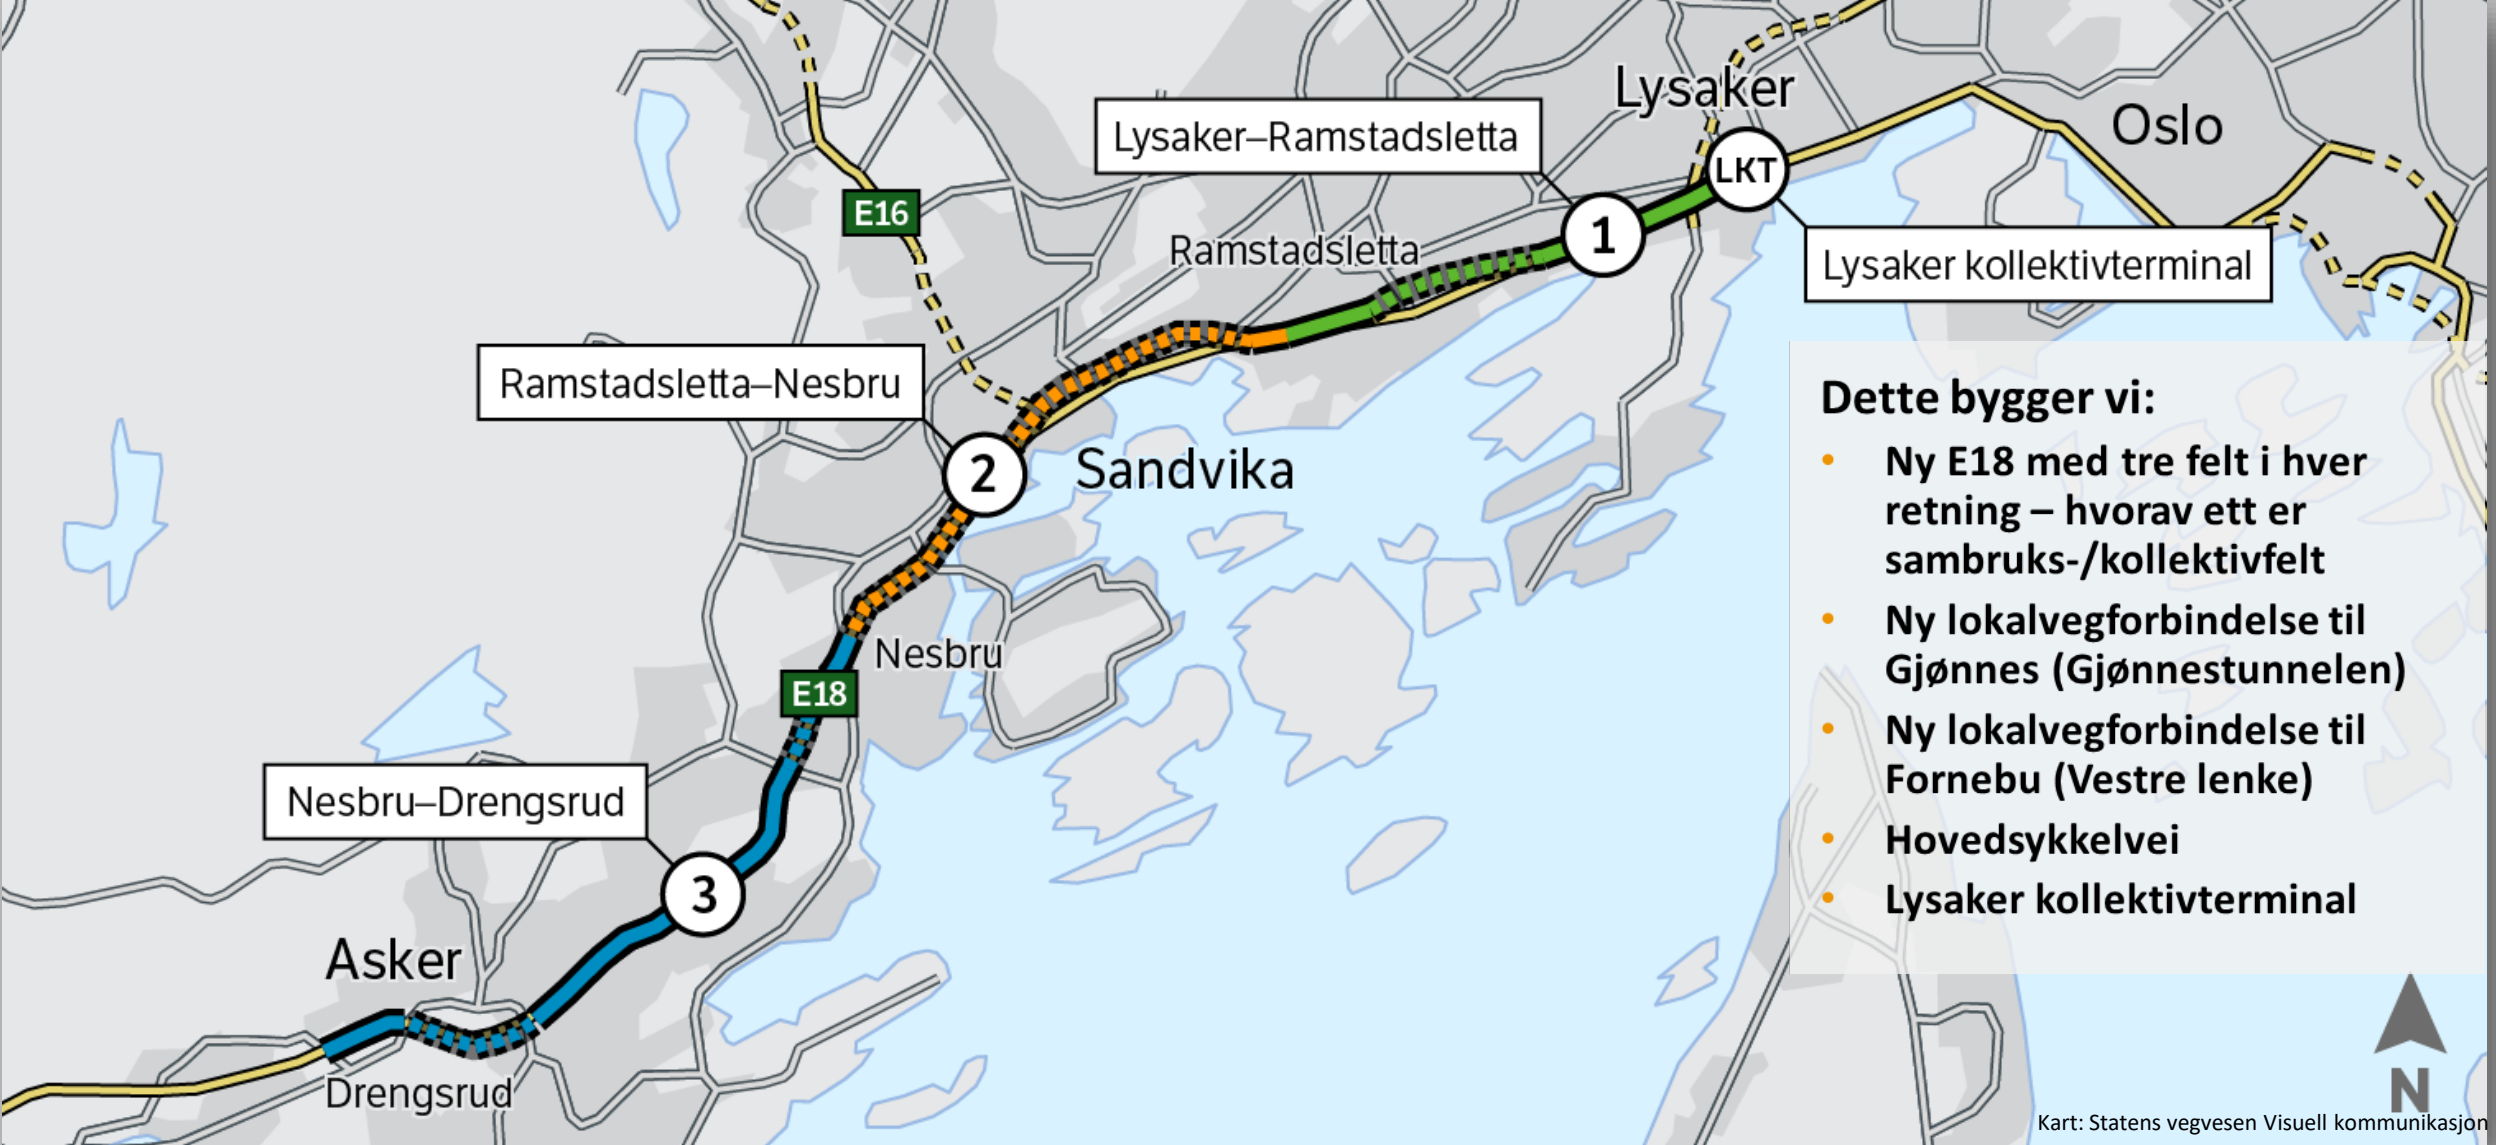 Lysaker
Oslo
Lysaker–Ramstadsletta
LKT
E16
1
Ramstadsletta
Lysaker kollektivterminal
Ramstadsletta–Nesbru
2
Sandvika
Nesbru
E18
Nesbru–Drengsrud
3
Asker
Drengsrud
Dette bygger vi:
• Ny E18 med tre felt i hver
retning – hvorav ett er
sambruks-/kollektivfelt
• Ny lokalvegforbindelse til
Gjønnes (Gjønnestunnelen)
• Ny lokalvegforbindelse til
Fornebu (Vestre lenke)
• Hovedsykkelvei
• Lysaker kollektivterminal
N
Kart: Statens vegvesen Visuell kommunikasjon